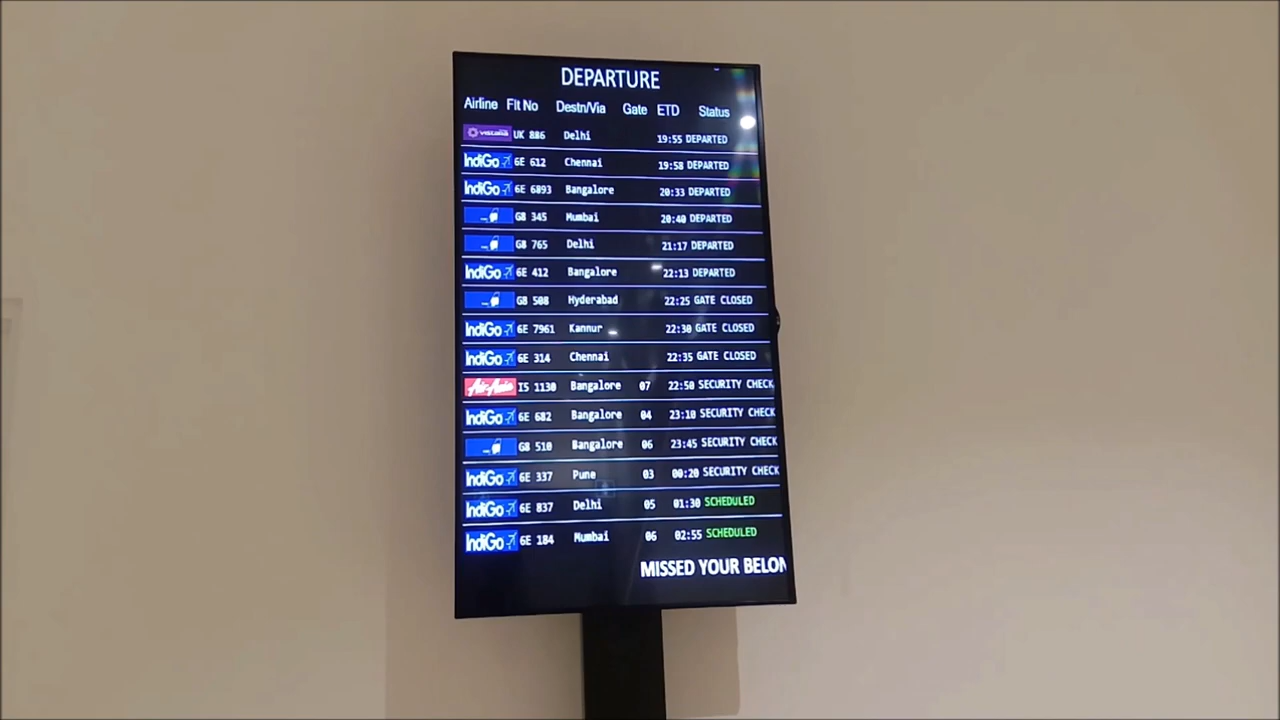 DEPARTURE
Airline Flt No Destn/Via Gate ETD Status
vistara UK 886 Delhi 19:55 DEPARTED
IndiGo 6E 612 Chennai 19:58 DEPARTED
IndiGo 6E 6893 Bangalore 20:33 DEPARTED
G8 345 Mumbai 20:40 DEPARTED
G8 765 Delhi 21:17 DEPARTED
IndiGo 6E 412 Bangalore 22:13 DEPARTED
G8 508 Hyderabad 22:25 GATE CLOSED
IndiGo 6E 7961 Kannur 22:30 GATE CLOSED
IndiGo 6E 314 Chennai 22:35 GATE CLOSED
AirAsia I5 1130 Bangalore 07 22:50 SECURITY CHECK
IndiGo 6E 682 Bangalore 04 23:10 SECURITY CHECK
G8 510 Bangalore 06 23:45 SECURITY CHECK
IndiGo 6E 337 Pune 03 00:20 SECURITY CHECK
IndiGo 6E 837 Delhi 05 01:30 SCHEDULED
IndiGo 6E 184 Mumbai 06 02:55 SCHEDULED
MISSED YOUR BELON